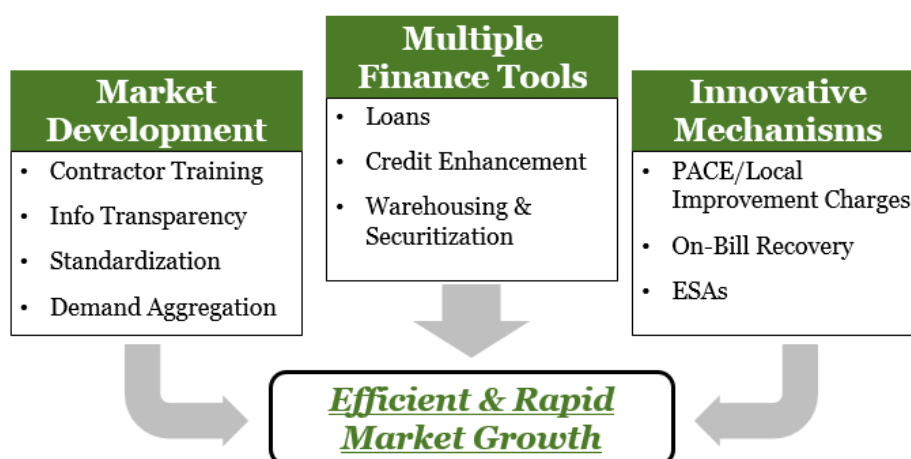 Market
Development
• Contractor Training
• Info Transparency
• Standardization
• Demand Aggregation
Multiple
Finance Tools
• Loans
• Credit Enhancement
• Warehousing &
Securitization
Innovative
Mechanisms
• PACE/Local
Improvement Charges
• On-Bill Recovery
• ESAs
Efficient & Rapid
Market Growth